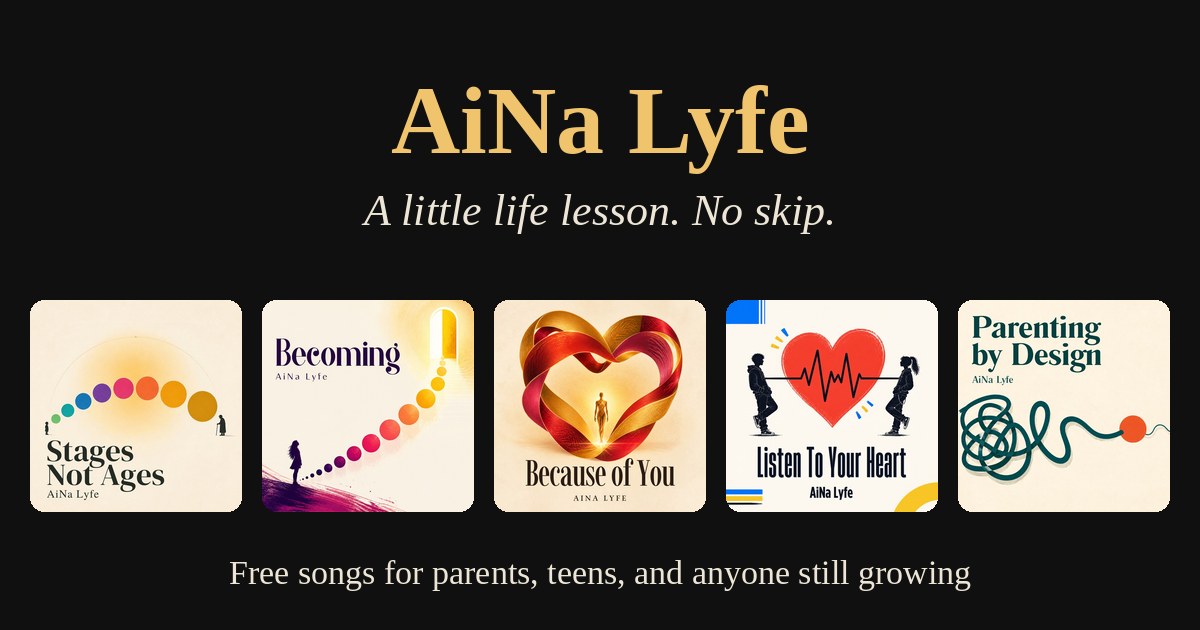 AiNa Lyfe
A little life lesson. No skip.
Stages
Not Ages
AiNa Lyfe
Becoming
AiNa Lyfe
Because of You
AINA LYFE
Listen To Your Heart
AiNa Lyfe
Parenting
by Design
AiNa Lyfe
Free songs for parents, teens, and anyone still growing